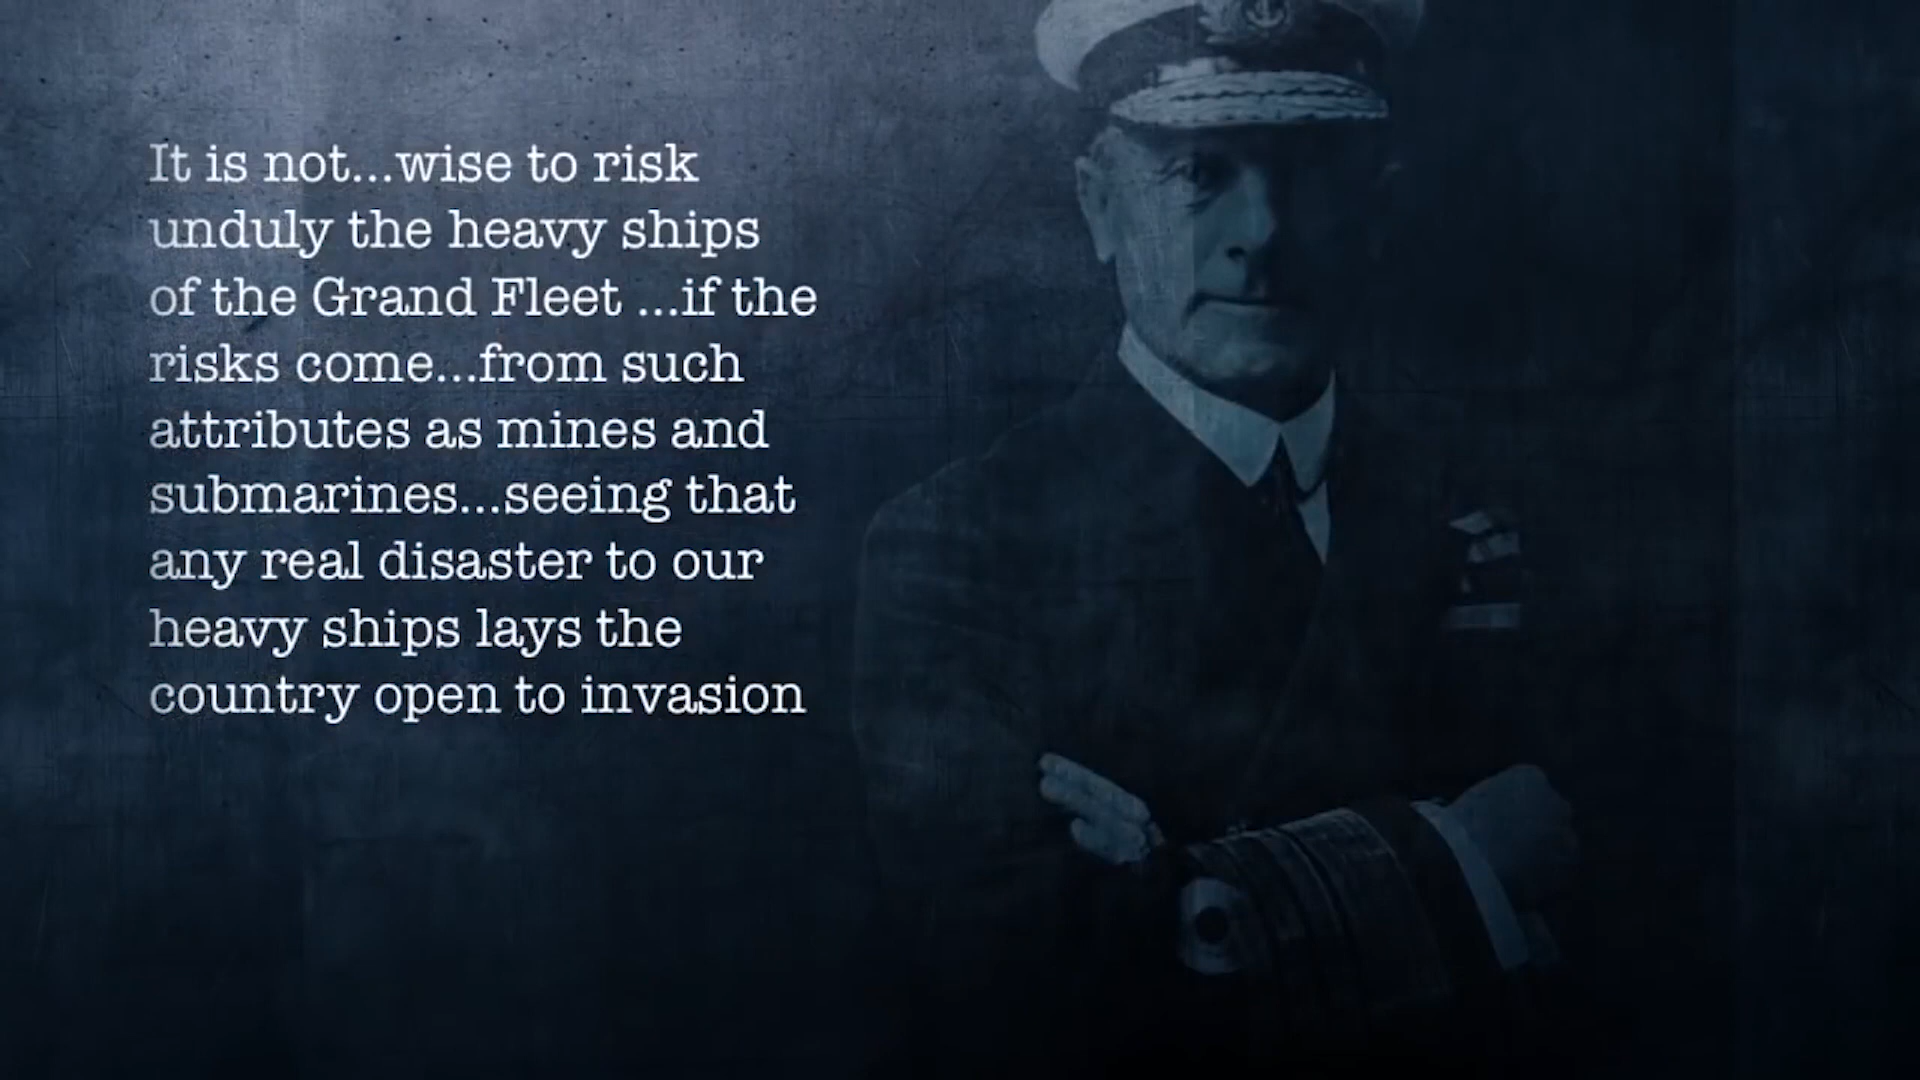 It is not...wise to risk
unduly the heavy ships
of the Grand Fleet ...if the
risks come...from such
attributes as mines and
submarines...seeing that
any real disaster to our
heavy ships lays the
country open to invasion